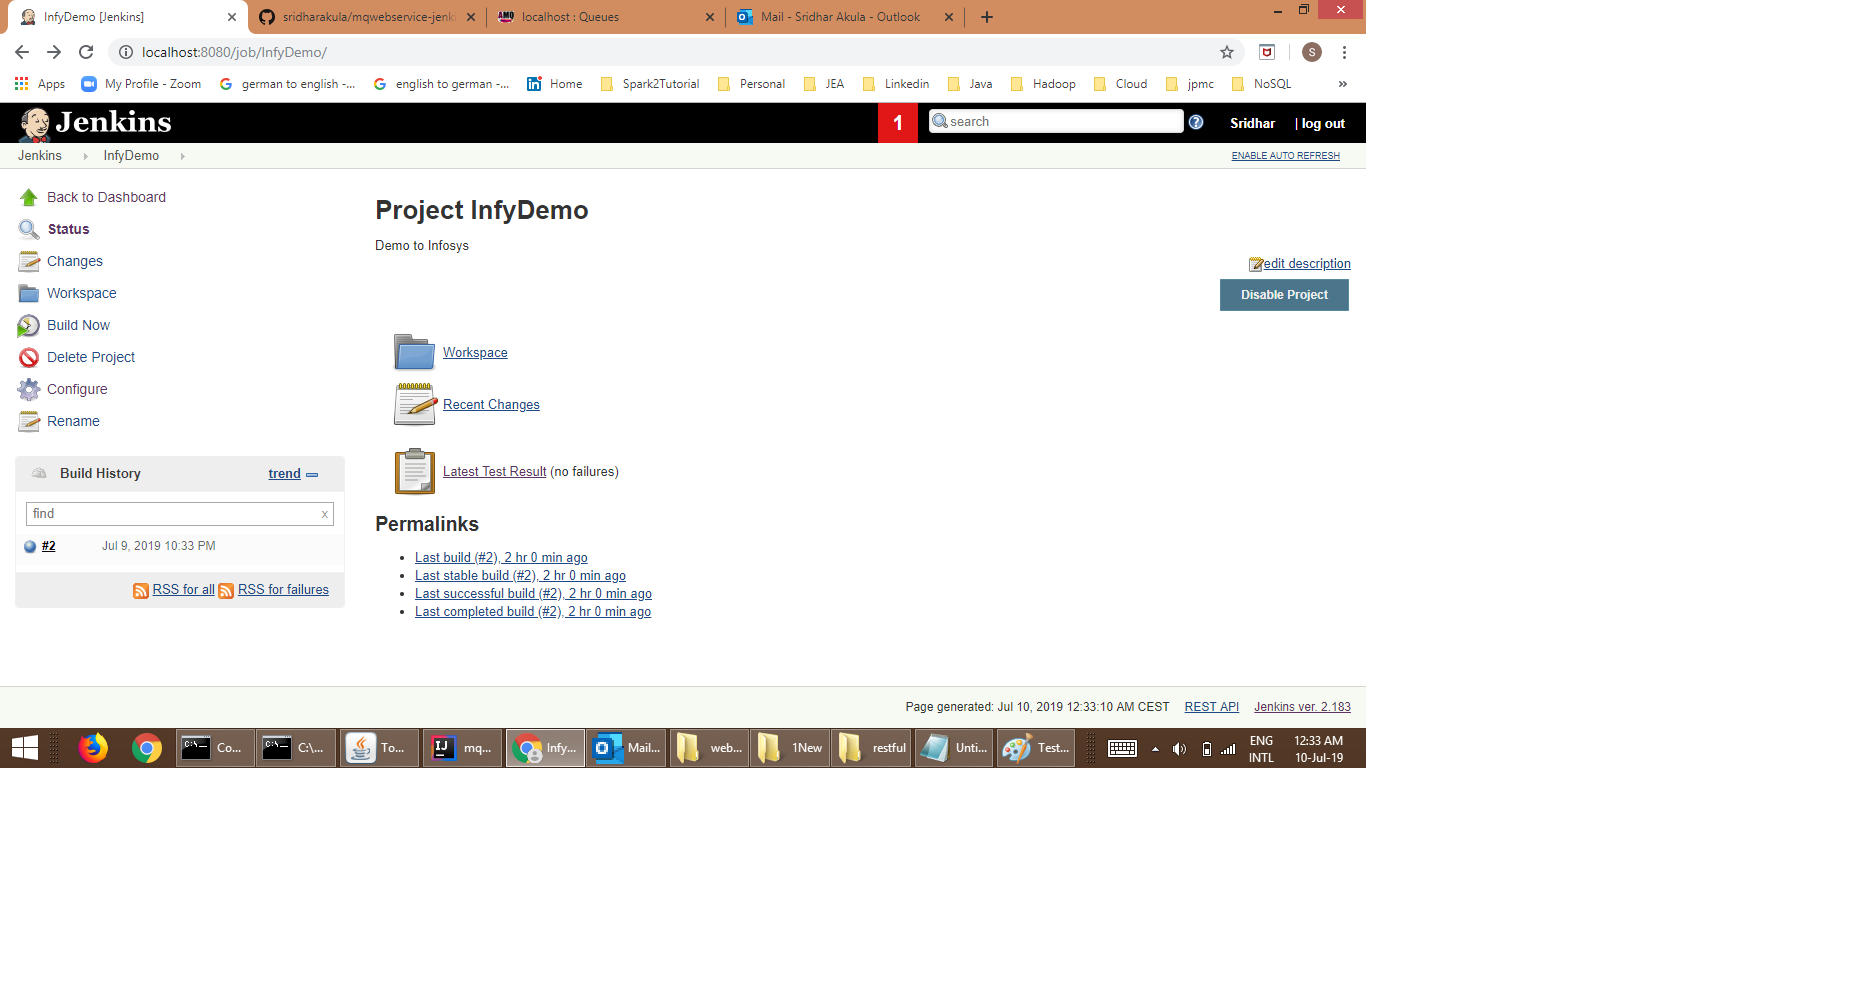 InfyDemo [Jenkins]
sridharakula/mqwebservice-jenki
AMQ localhost : Queues
Mail - Sridhar Akula - Outlook
localhost:8080/job/InfyDemo/
S
Apps My Profile - Zoom german to english -... english to german -... Home Spark2Tutorial Personal JEA Linkedin Java Hadoop Cloud jpmc NoSQL »
Jenkins
1
search
Sridhar
| log out
Jenkins InfyDemo
ENABLE AUTO REFRESH
Back to Dashboard
Status
Changes
Workspace
Build Now
Delete Project
Configure
Rename
Build History
trend
find
x
#2 Jul 9, 2019 10:33 PM
RSS for all RSS for failures
Project InfyDemo
Demo to Infosys
edit description
Disable Project
Workspace
Recent Changes
Latest Test Result (no failures)
Permalinks
Last build (#2), 2 hr 0 min ago
Last stable build (#2), 2 hr 0 min ago
Last successful build (#2), 2 hr 0 min ago
Last completed build (#2), 2 hr 0 min ago
Page generated: Jul 10, 2019 12:33:10 AM CEST REST API Jenkins ver. 2.183
Co... C:\... To... mq... Infy... Mail... web... 1New restful Unti... Test...
ENG
INTL
12:33 AM
10-Jul-19